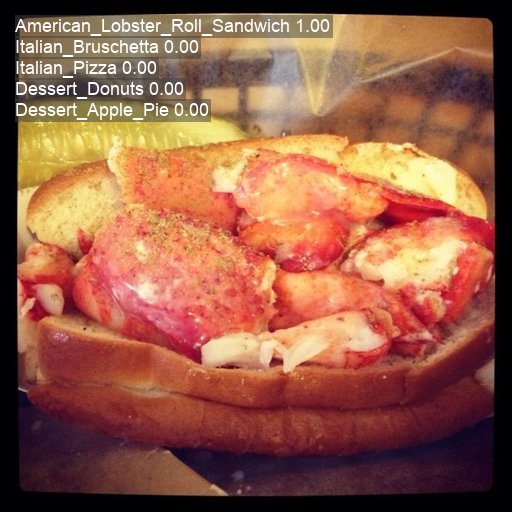 American_Lobster_Roll_Sandwich 1.00
Italian_Bruschetta 0.00
Italian_Pizza 0.00
Dessert_Donuts 0.00
Dessert_Apple_Pie 0.00